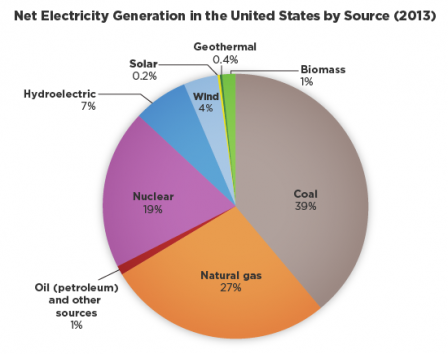 Net Electricity Generation in the United States by Source (2013)
Geothermal
0.4%
Solar
0.2%
Biomass
1%
Hydroelectric
7%
Wind
4%
Coal
39%
Nuclear
19%
Natural gas
27%
Oil (petroleum)
and other
sources
1%